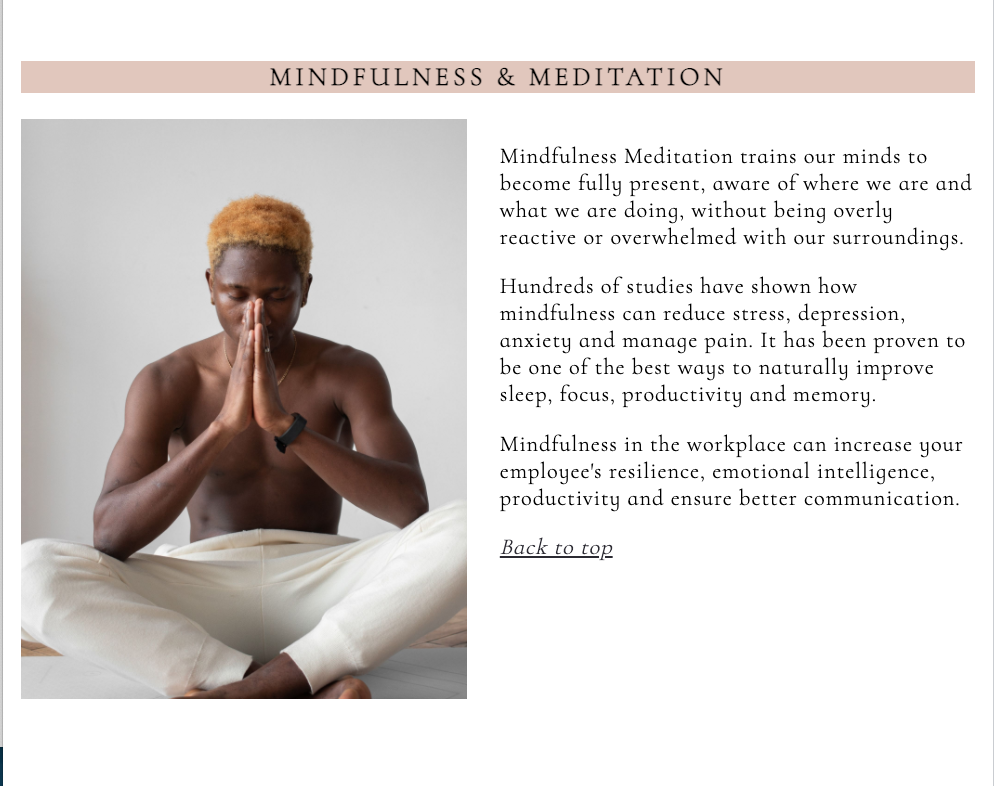 MINDFULNESS & MEDITATION
Mindfulness Meditation trains our minds to
become fully present, aware of where we are and
what we are doing, without being overly
reactive or overwhelmed with our surroundings.
Hundreds of studies have shown how
mindfulness can reduce stress, depression,
anxiety and manage pain. It has been proven to
be one of the best ways to naturally improve
sleep, focus, productivity and memory.
Mindfulness in the workplace can increase your
employee's resilience, emotional intelligence,
productivity and ensure better communication.
Back to top